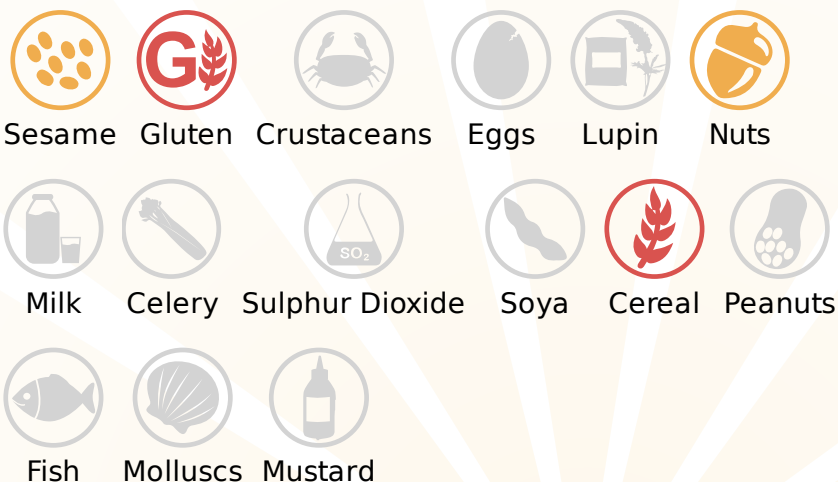 G
Sesame Gluten Crustaceans Eggs Lupin Nuts
SO₂
Milk Celery Sulphur Dioxide Soya Cereal Peanuts
Fish Molluscs Mustard